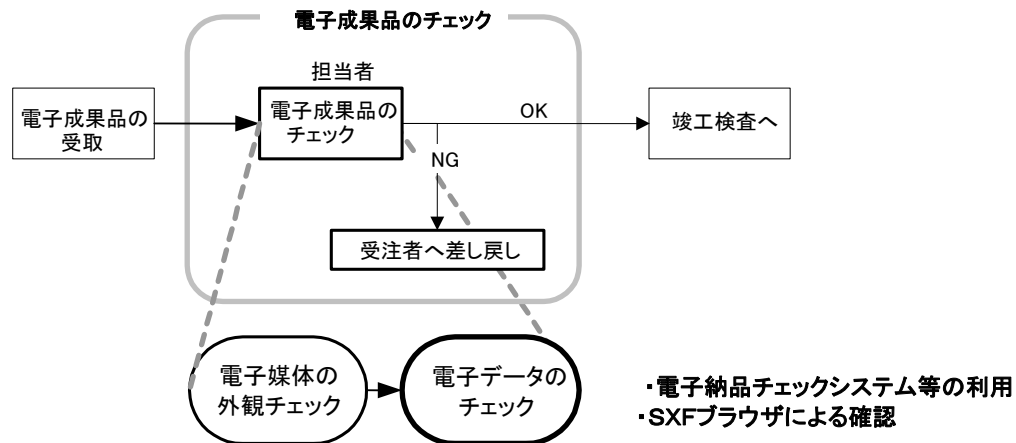 電子成果品のチェック
担当者
電子成果品の
受取
電子成果品の
チェック
OK
竣工検査へ
NG
受注者へ差し戻し
電子媒体の
外観チェック
電子データの
チェック
・電子納品チェックシステム等の利用
・SXFブラウザによる確認